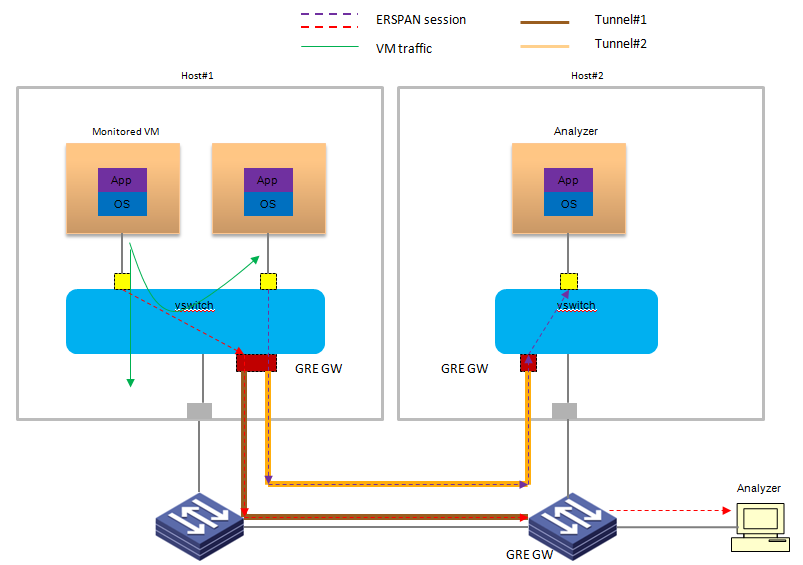 ERSPAN session
Tunnel#1
VM traffic
Tunnel#2
Host#1
Host#2
Monitored VM
Analyzer
App
OS
App
OS
App
OS
vswitch
vswitch
GRE GW
GRE GW
Analyzer
GRE GW